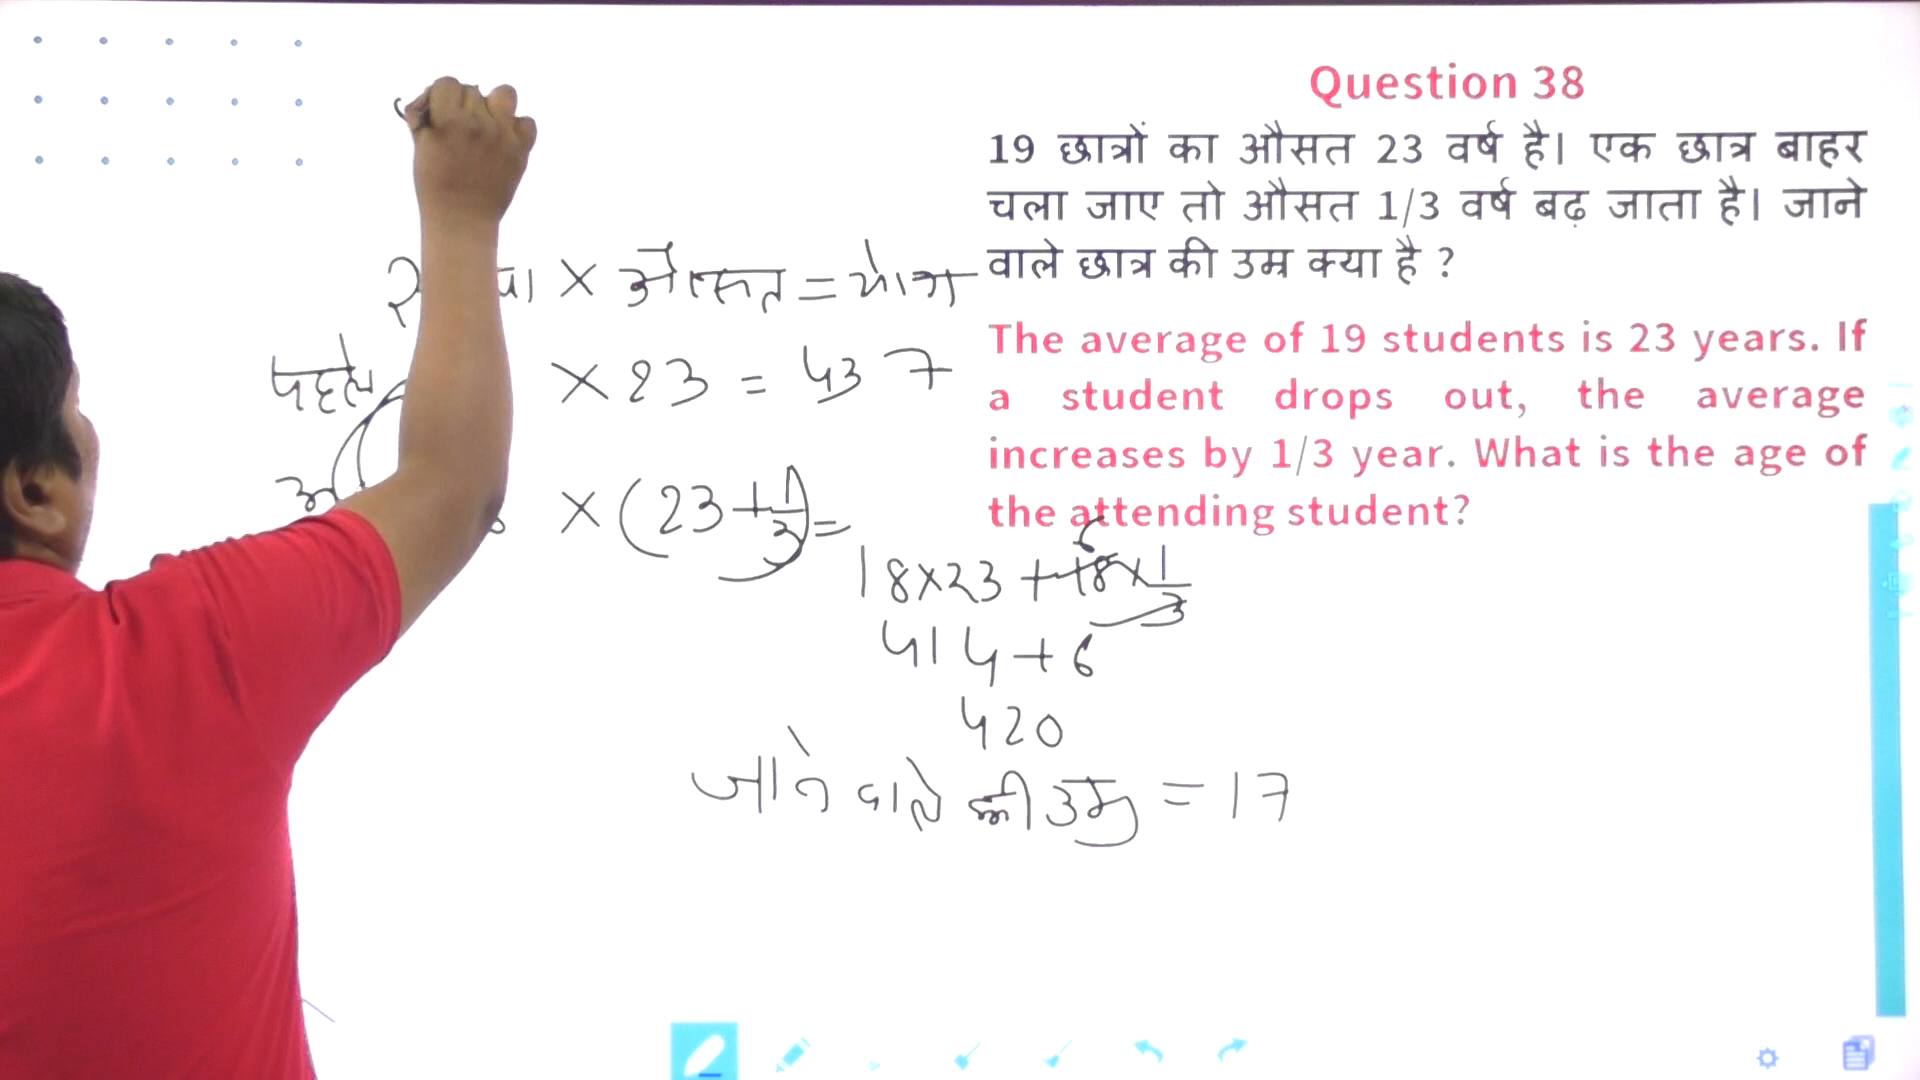 Question 38
19 छात्रों का औसत 23 वर्ष है। एक छात्र बाहर
चला जाए तो औसत 1/3 वर्ष बढ़ जाता है। जाने
वाले छात्र की उम्र क्या है ?
The average of 19 students is 23 years. If
a student drops out, the average
increases by 1/3 year. What is the age of
the attending student?
× औसत = योग
पहले × 23 = 437
× (23 + 1/3) =
18×23 + 18×1/3 6
414 + 6
420
जाने वाले की उम्र = 17